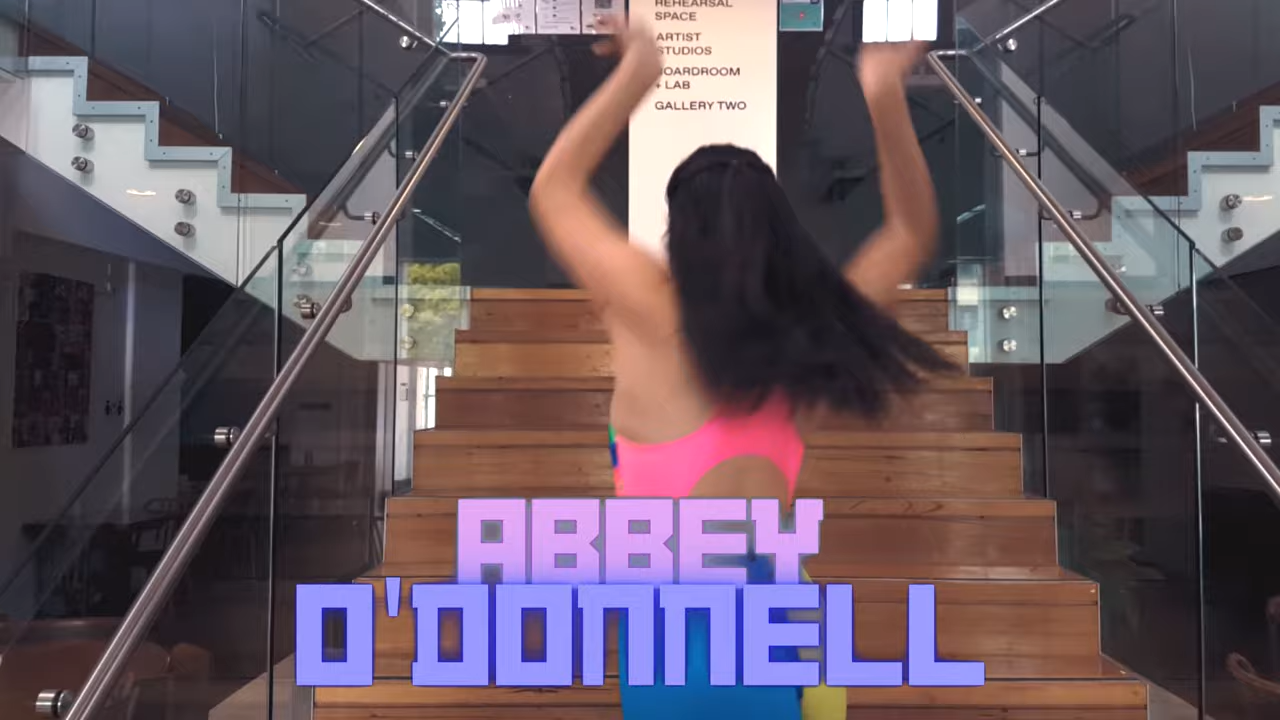 REHEARSAL
SPACE
ARTIST
STUDIOS
BOARDROOM
+ LAB
GALLERY TWO
ABBEY
O'DONNELL